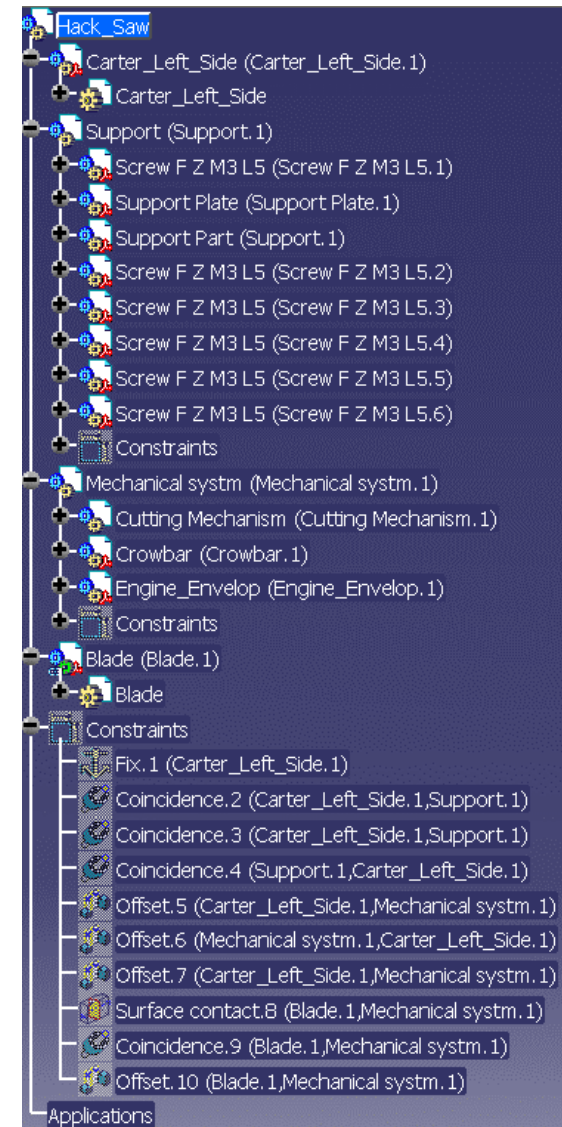 Hack_Saw
Carter_Left_Side (Carter_Left_Side.1)
Carter_Left_Side
Support (Support.1)
Screw F Z M3 L5 (Screw F Z M3 L5.1)
Support Plate (Support Plate.1)
Support Part (Support.1)
Screw F Z M3 L5 (Screw F Z M3 L5.2)
Screw F Z M3 L5 (Screw F Z M3 L5.3)
Screw F Z M3 L5 (Screw F Z M3 L5.4)
Screw F Z M3 L5 (Screw F Z M3 L5.5)
Screw F Z M3 L5 (Screw F Z M3 L5.6)
Constraints
Mechanical systm (Mechanical systm.1)
Cutting Mechanism (Cutting Mechanism.1)
Crowbar (Crowbar.1)
Engine_Envelop (Engine_Envelop.1)
Constraints
Blade (Blade.1)
Blade
Constraints
Fix.1 (Carter_Left_Side.1)
Coincidence.2 (Carter_Left_Side.1,Support.1)
Coincidence.3 (Carter_Left_Side.1,Support.1)
Coincidence.4 (Support.1,Carter_Left_Side.1)
Offset.5 (Carter_Left_Side.1,Mechanical systm.1)
Offset.6 (Mechanical systm.1,Carter_Left_Side.1)
Offset.7 (Carter_Left_Side.1,Mechanical systm.1)
Surface contact.8 (Blade.1,Mechanical systm.1)
Coincidence.9 (Blade.1,Mechanical systm.1)
Offset.10 (Blade.1,Mechanical systm.1)
Applications